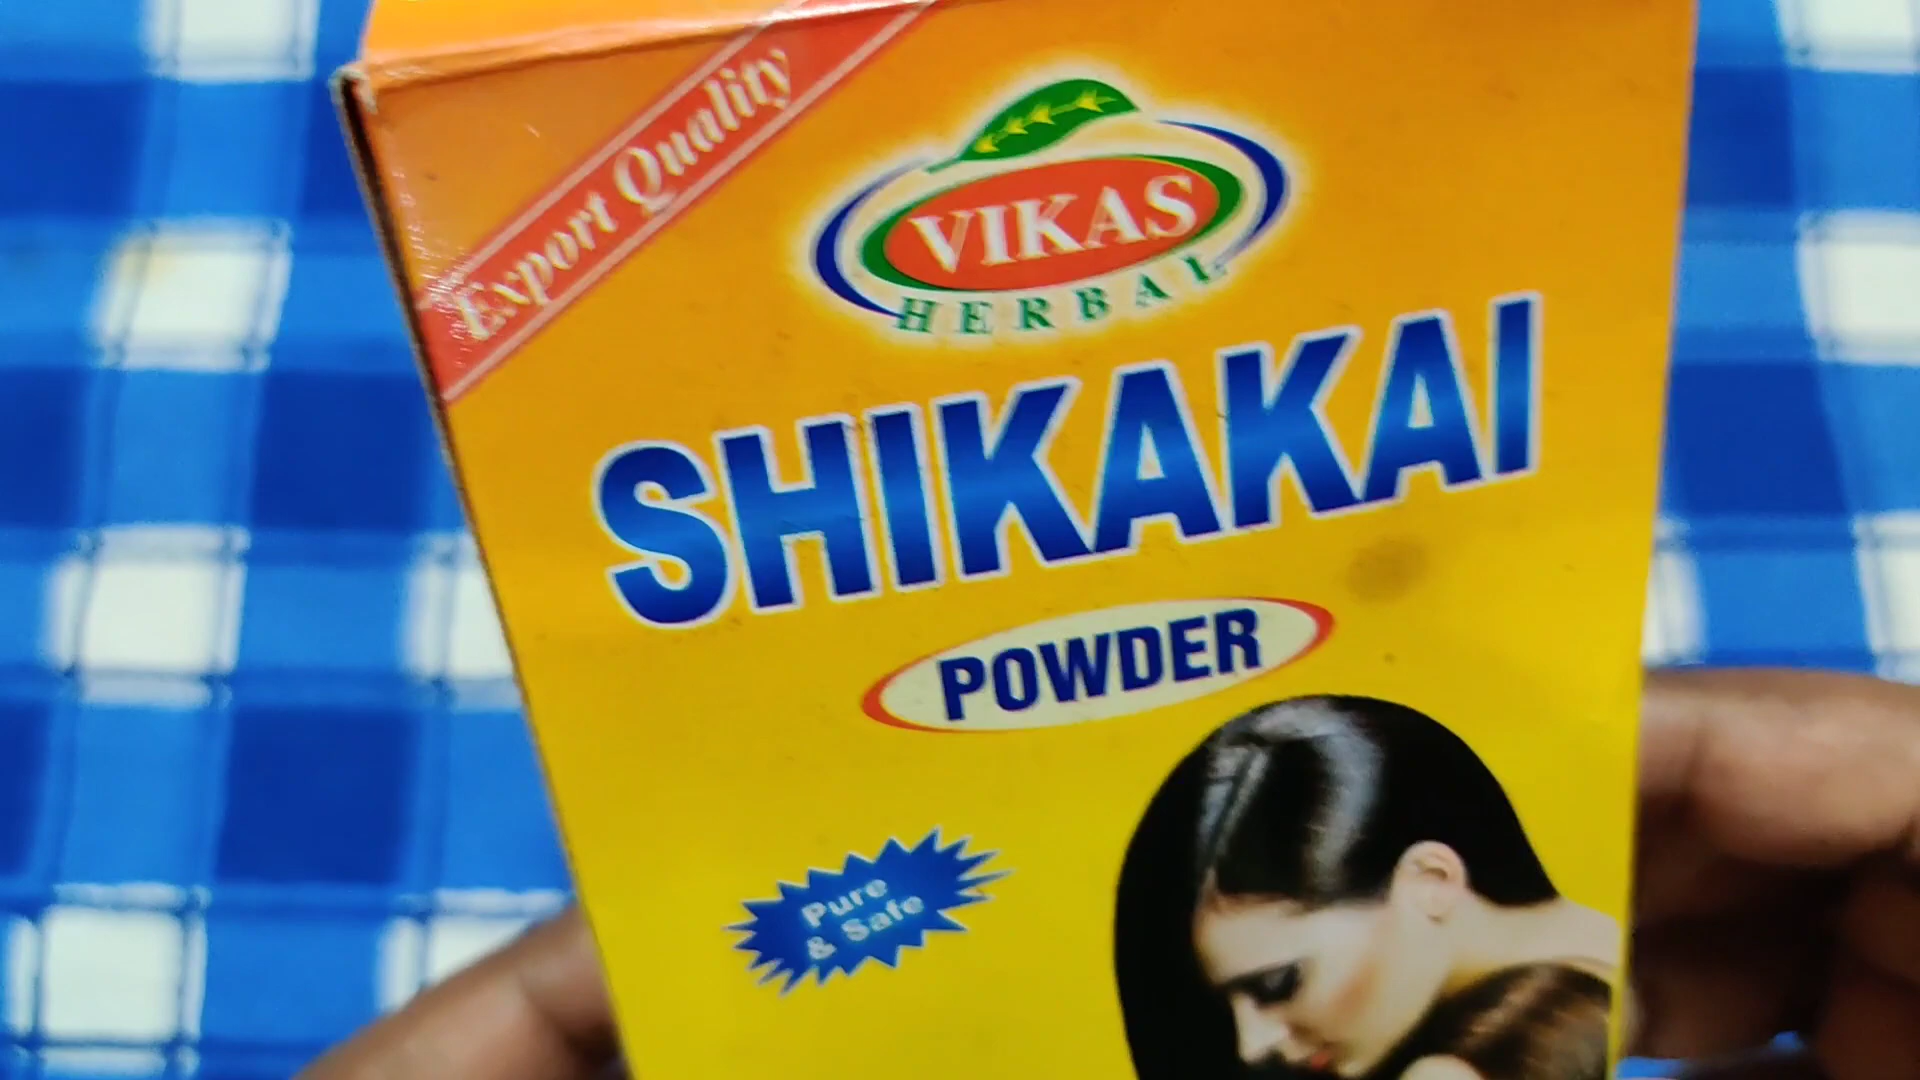 Export Quality
VIKAS
HERBAL
SHIKAKAI
POWDER
Pure
& Safe